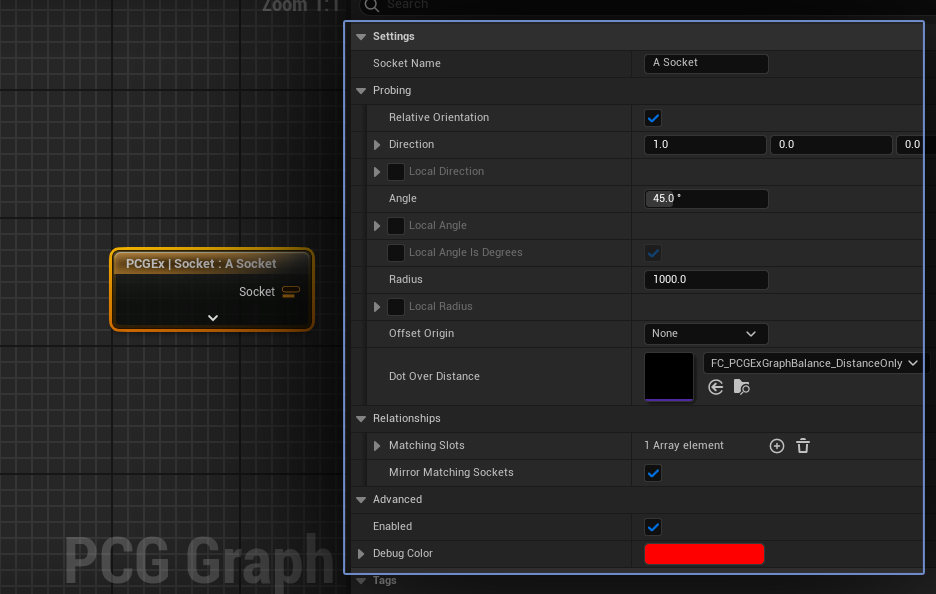 Zoom 1:1
Search
Settings
Socket Name
A Socket
Probing
Relative Orientation
Direction
1.0
0.0
0.0
Local Direction
Angle
45.0 °
Local Angle
Local Angle Is Degrees
Radius
1000.0
Local Radius
Offset Origin
None
Dot Over Distance
FC_PCGExGraphBalance_DistanceOnly
Relationships
Matching Slots
1 Array element
Mirror Matching Sockets
Advanced
Enabled
Debug Color
Tags
PCGEx | Socket : A Socket
Socket
PCG Graph